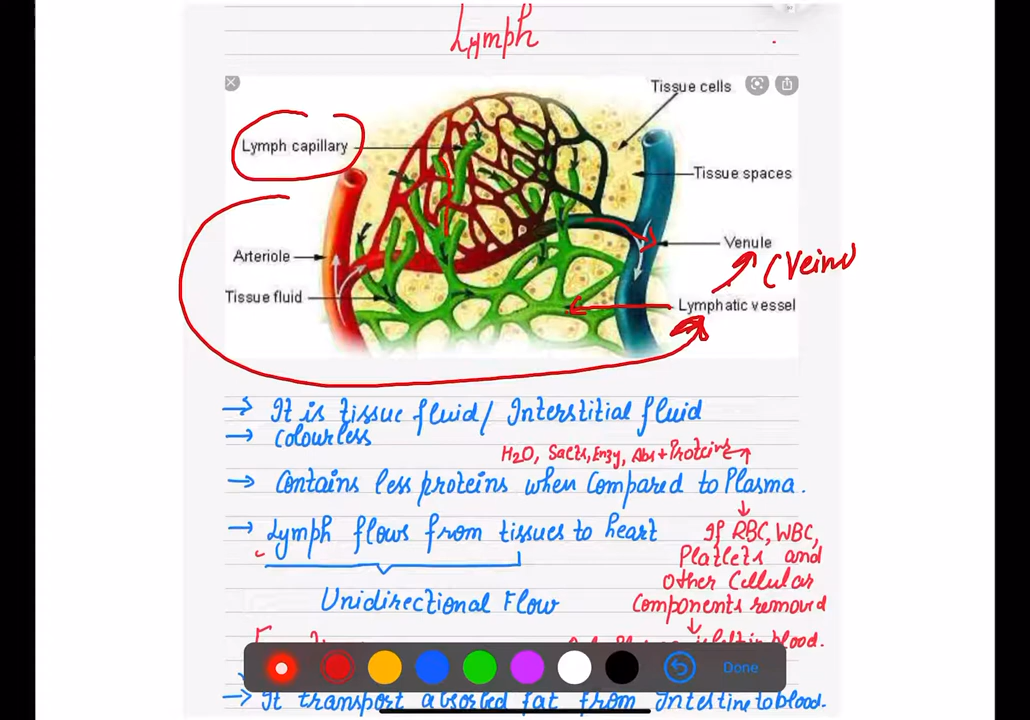 Lymph
Tissue cells
Lymph capillary
Tissue spaces
Arteriole
Venule
(Vein)
Tissue fluid
Lymphatic vessel
→ It is tissue fluid/ Interstitial fluid
→ Colourless
H2O, Salts, Enzy, Abs + Proteins
→ Contains less proteins when Compared to Plasma.
→ Lymph flows from tissues to heart
If RBC, WBC,
Platlets and
other Cellular
Components removed
Unidirectional Flow
blood.
Done
→ It transport absorbed fat from Intestine to blood.